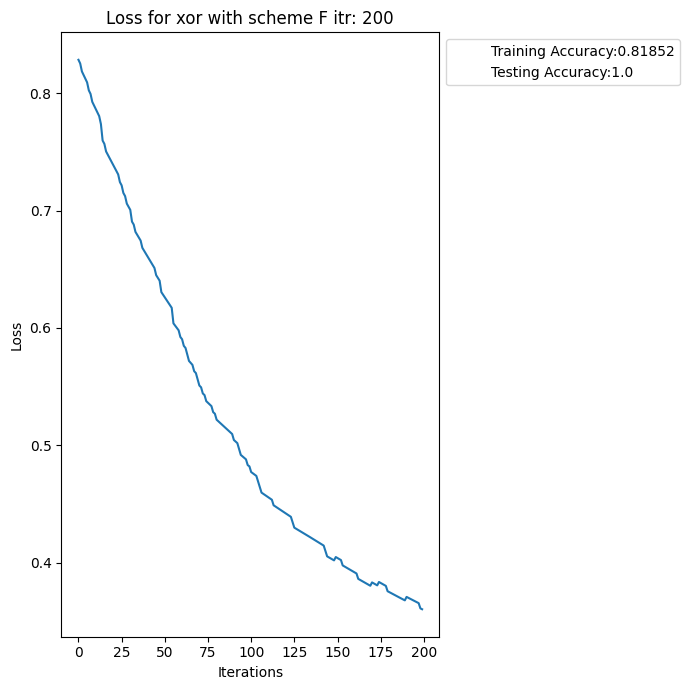 Loss for xor with scheme F itr: 200
Training Accuracy:0.81852
Testing Accuracy:1.0
0.8
0.7
0.6
0.5
0.4
Loss
0 25 50 75 100 125 150 175 200
Iterations